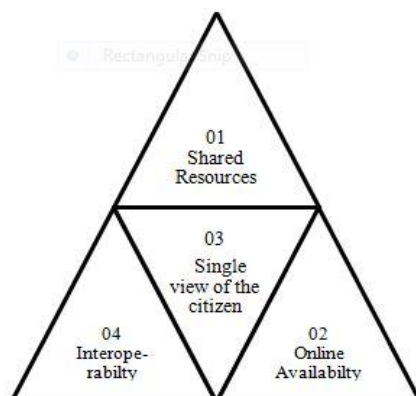 Rectangular Snip
01
Shared
Resources
03
Single
view of the
citizen
04
Interope-
rabilty
02
Online
Availabilty